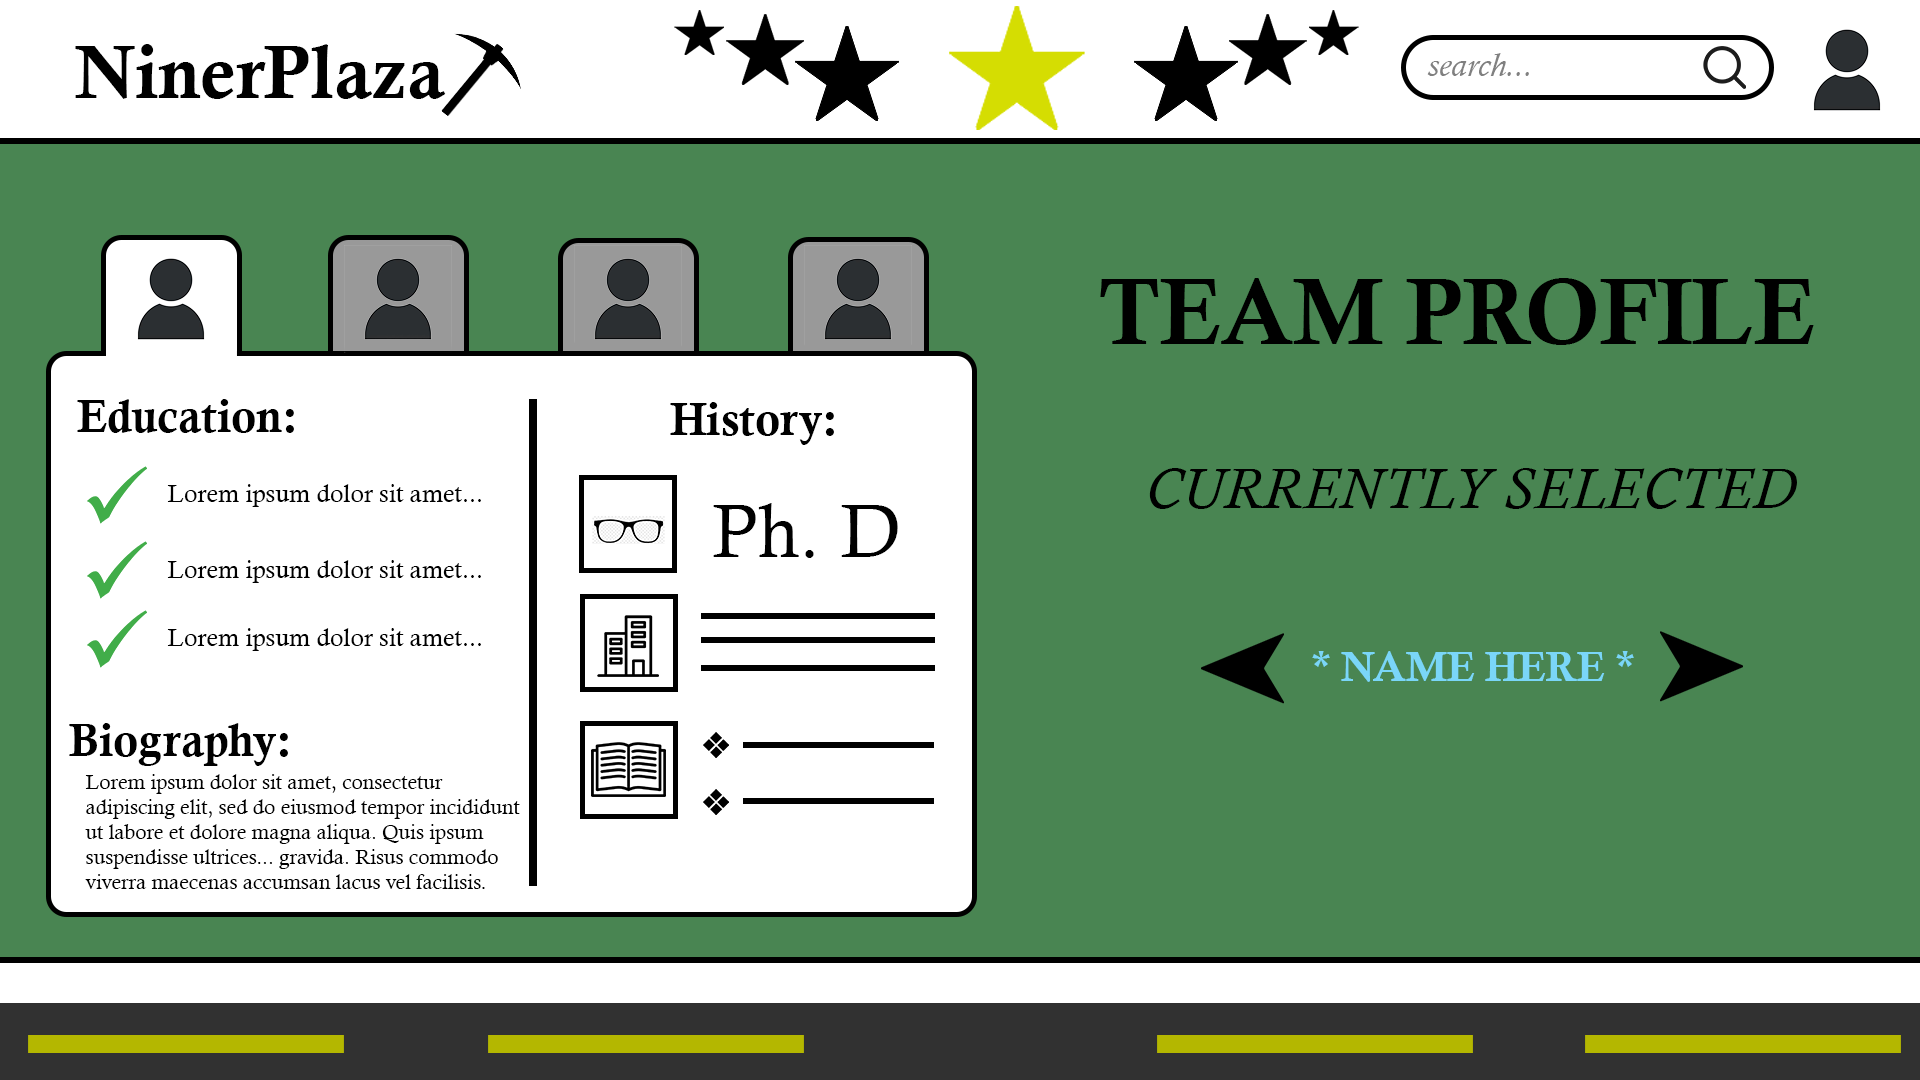 NinerPlaza
search...
TEAM PROFILE
CURRENTLY SELECTED
* NAME HERE *
Education:
Lorem ipsum dolor sit amet...
Lorem ipsum dolor sit amet...
Lorem ipsum dolor sit amet...
Biography:
Lorem ipsum dolor sit amet, consectetur
adipiscing elit, sed do eiusmod tempor incididunt
ut labore et dolore magna aliqua. Quis ipsum
suspendisse ultrices... gravida. Risus commodo
viverra maecenas accumsan lacus vel facilisis.
History:
Ph. D